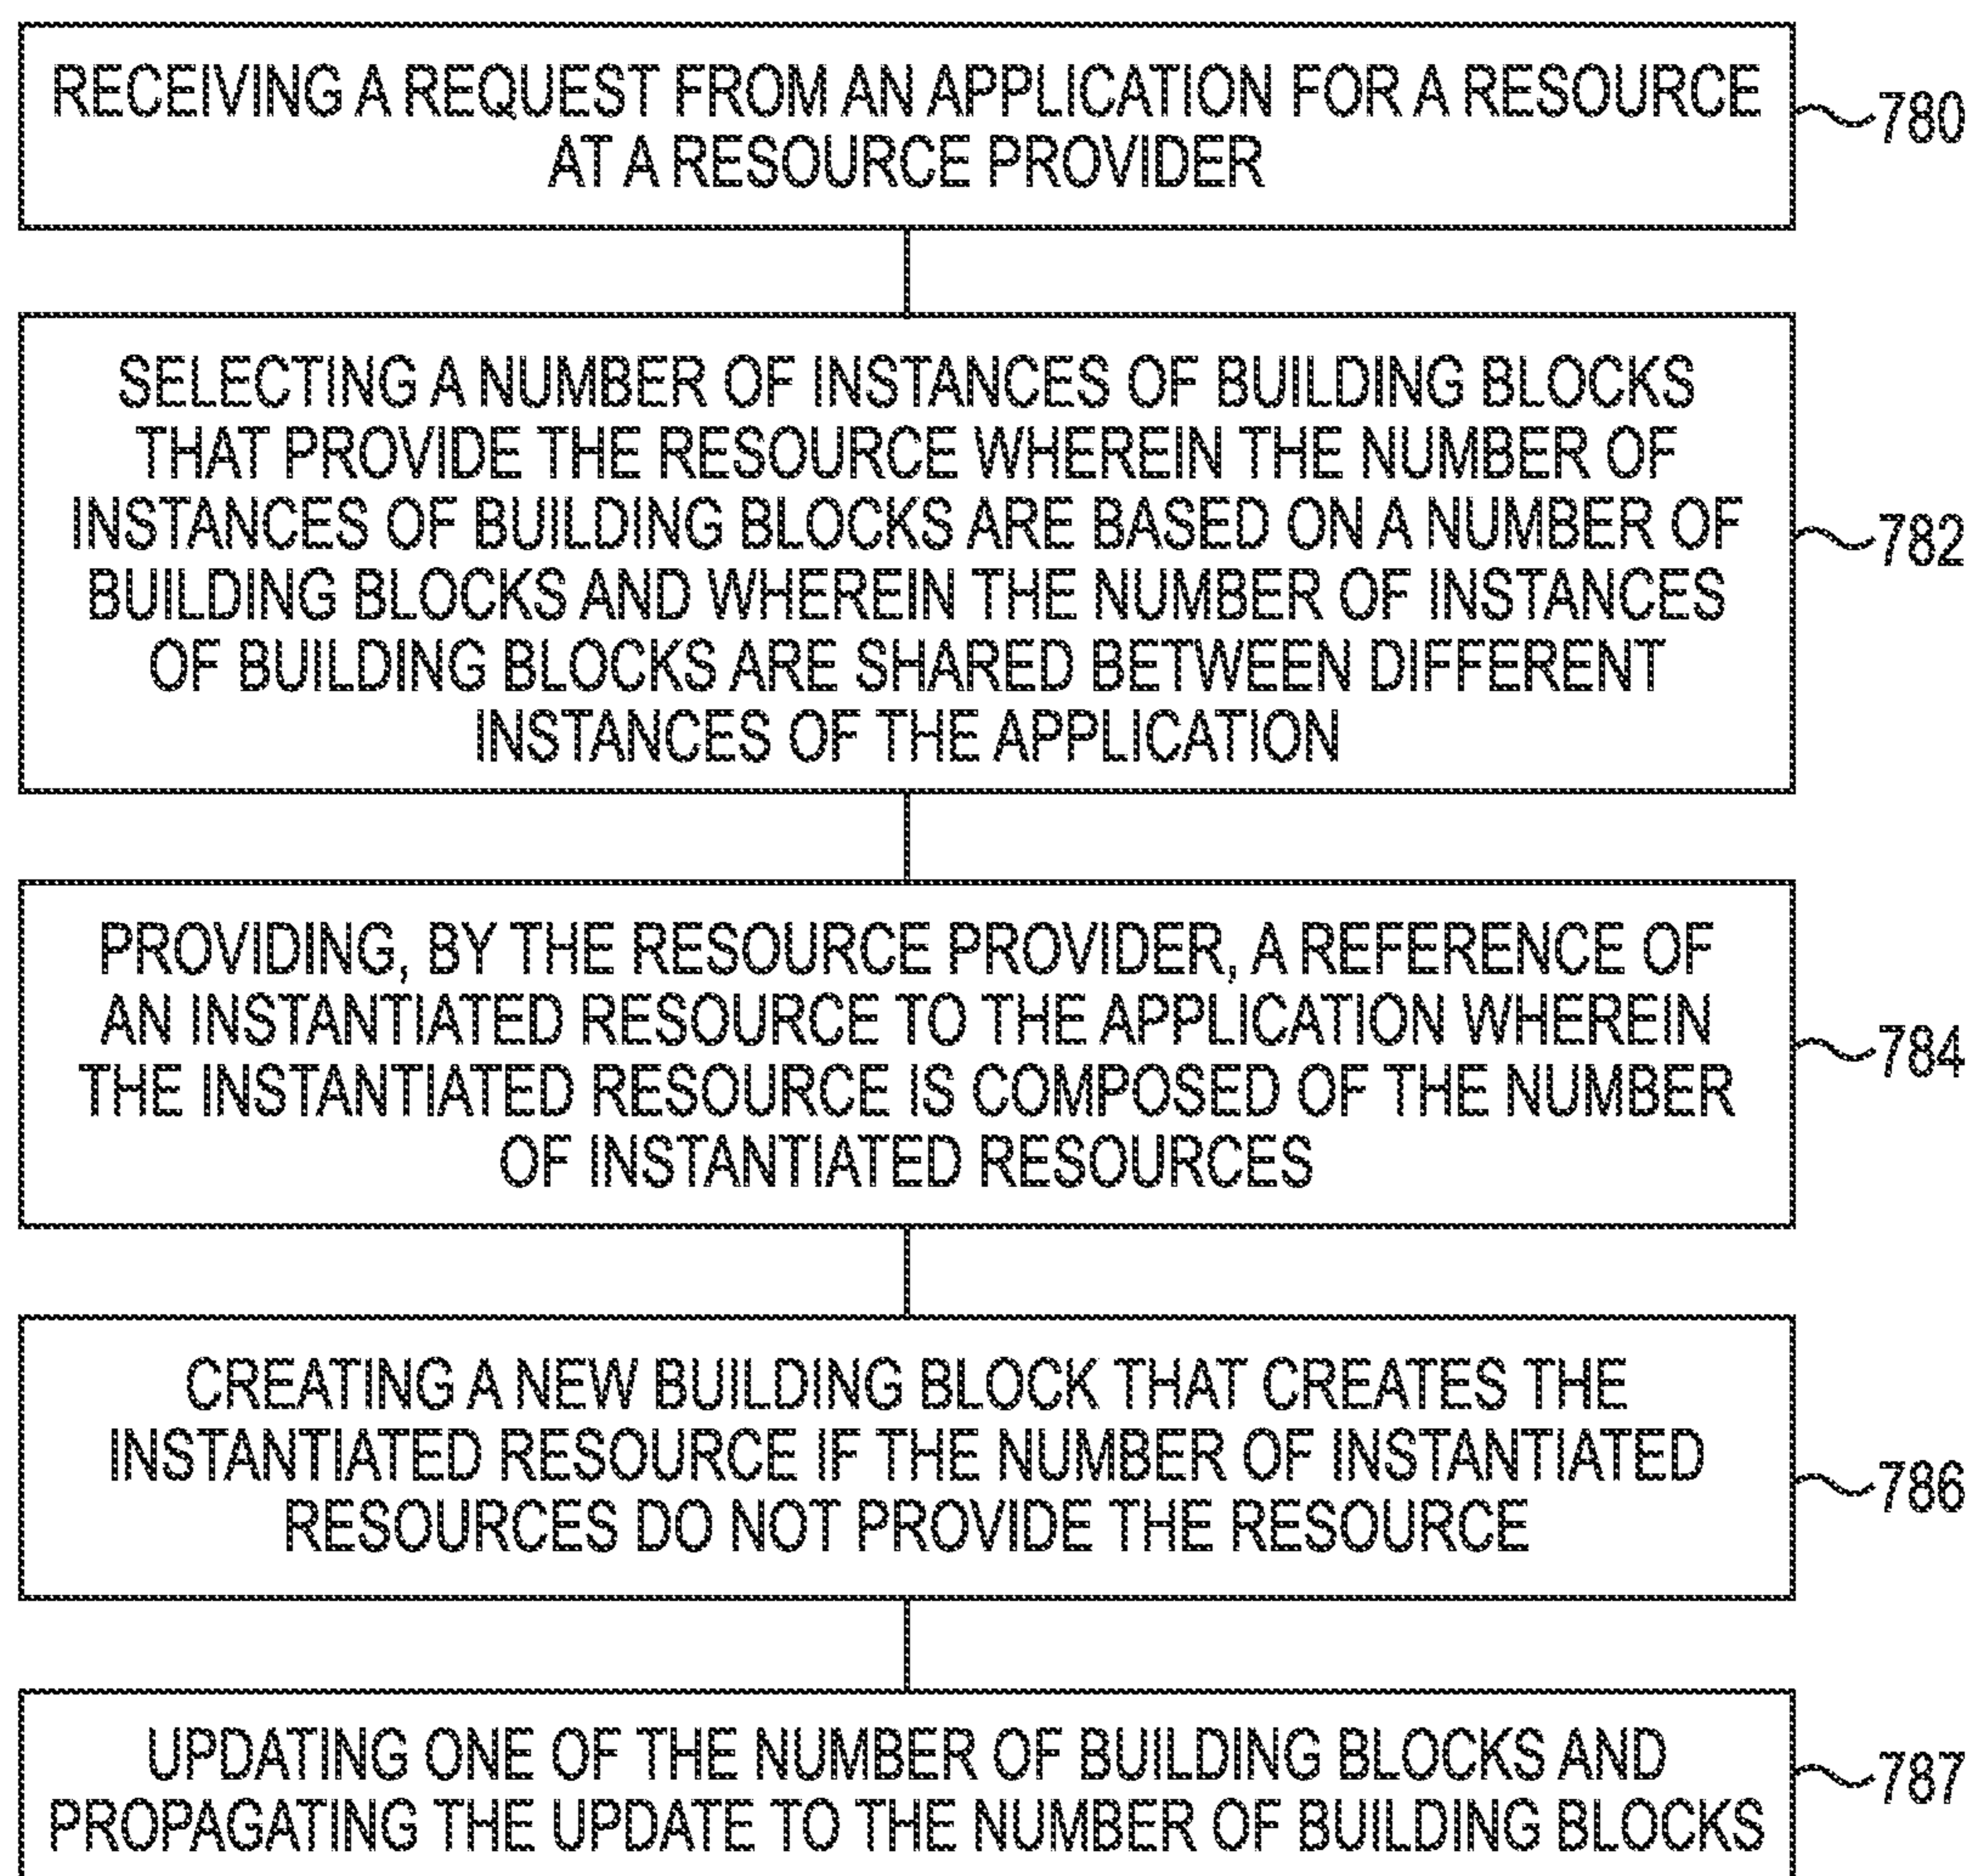 RECEIVING A REQUEST FROM AN APPLICATION FOR A RESOURCE
AT A RESOURCE PROVIDER
780
SELECTING A NUMBER OF INSTANCES OF BUILDING BLOCKS
THAT PROVIDE THE RESOURCE WHEREIN THE NUMBER OF
INSTANCES OF BUILDING BLOCKS ARE BASED ON A NUMBER OF
BUILDING BLOCKS AND WHEREIN THE NUMBER OF INSTANCES
OF BUILDING BLOCKS ARE SHARED BETWEEN DIFFERENT
INSTANCES OF THE APPLICATION
782
PROVIDING, BY THE RESOURCE PROVIDER, A REFERENCE OF
AN INSTANTIATED RESOURCE TO THE APPLICATION WHEREIN
THE INSTANTIATED RESOURCE IS COMPOSED OF THE NUMBER
OF INSTANTIATED RESOURCES
784
CREATING A NEW BUILDING BLOCK THAT CREATES THE
INSTANTIATED RESOURCE IF THE NUMBER OF INSTANTIATED
RESOURCES DO NOT PROVIDE THE RESOURCE
786
UPDATING ONE OF THE NUMBER OF BUILDING BLOCKS AND
PROPAGATING THE UPDATE TO THE NUMBER OF BUILDING BLOCKS
787